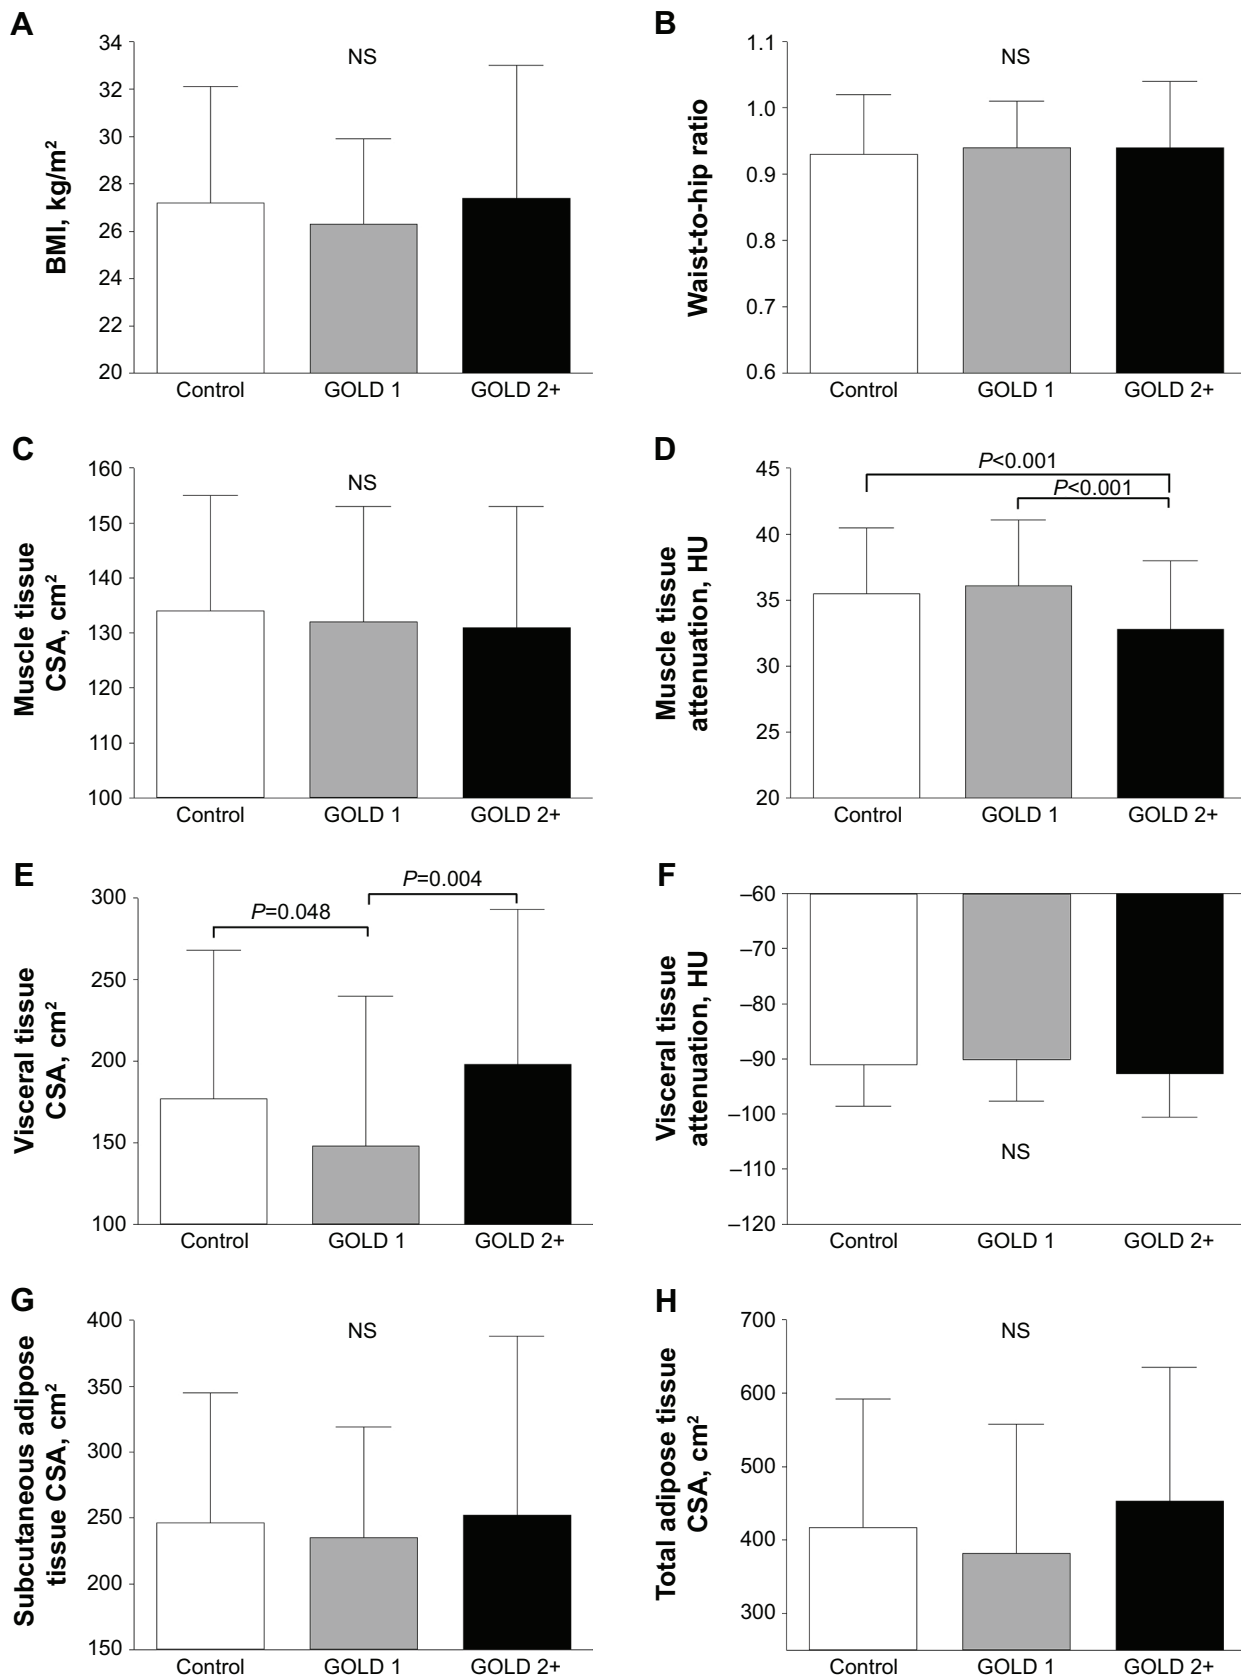 A
BMI, kg/m²
34
32
30
28
26
24
22
20
NS
Control GOLD 1 GOLD 2+
B
Waist-to-hip ratio
1.1
1.0
0.9
0.8
0.7
0.6
NS
Control GOLD 1 GOLD 2+
C
Muscle tissue
CSA, cm²
160
150
140
130
120
110
100
NS
Control GOLD 1 GOLD 2+
D
Muscle tissue
attenuation, HU
45
40
35
30
25
20
P<0.001
P<0.001
Control GOLD 1 GOLD 2+
E
Visceral tissue
CSA, cm²
300
250
200
150
100
P=0.004
P=0.048
Control GOLD 1 GOLD 2+
F
Visceral tissue
attenuation, HU
–60
–70
–80
–90
–100
–110
–120
NS
Control GOLD 1 GOLD 2+
G
Subcutaneous adipose
tissue CSA, cm²
400
350
300
250
200
150
NS
Control GOLD 1 GOLD 2+
H
Total adipose tissue
CSA, cm²
700
600
500
400
300
NS
Control GOLD 1 GOLD 2+